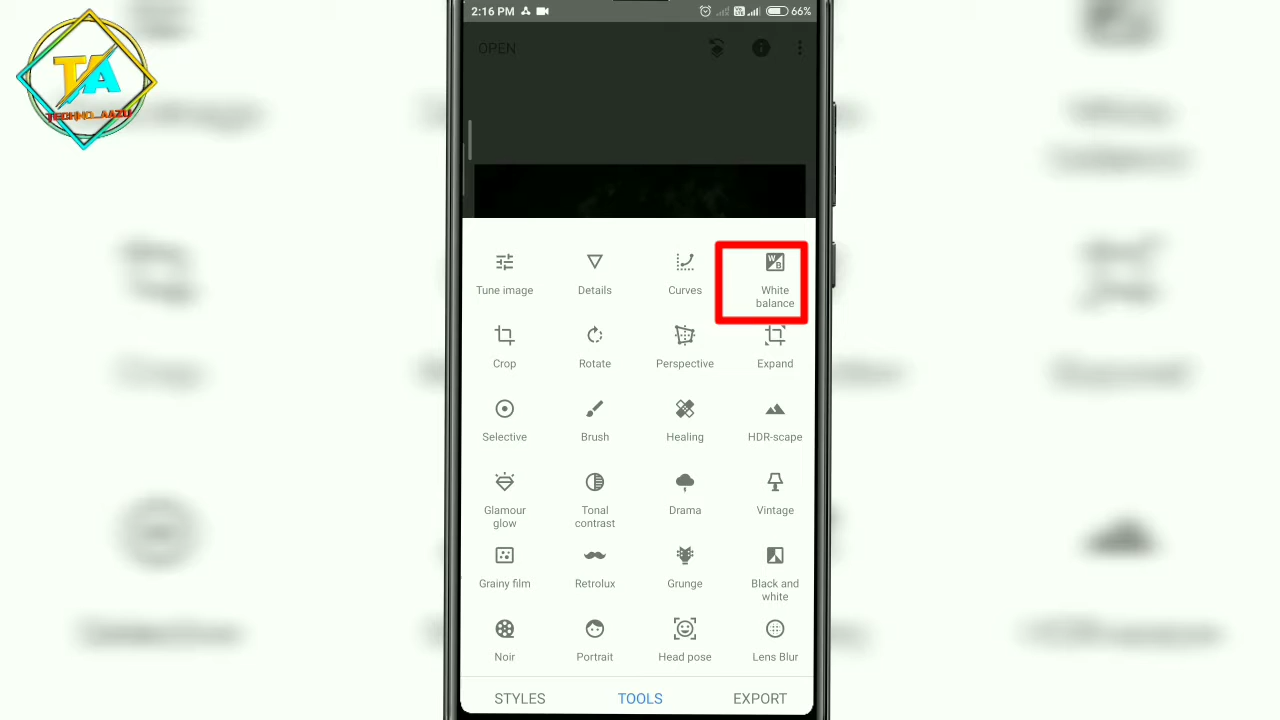 2:16 PM
66%
TA
TECHNO_AAZU
OPEN
Tune image
Details
Curves
W
B
White
balance
Crop
Rotate
Perspective
Expand
Selective
Brush
Healing
HDR-scape
Glamour
glow
Tonal
contrast
Drama
Vintage
Grainy film
Retrolux
Grunge
Black and
white
Noir
Portrait
Head pose
Lens Blur
STYLES
TOOLS
EXPORT